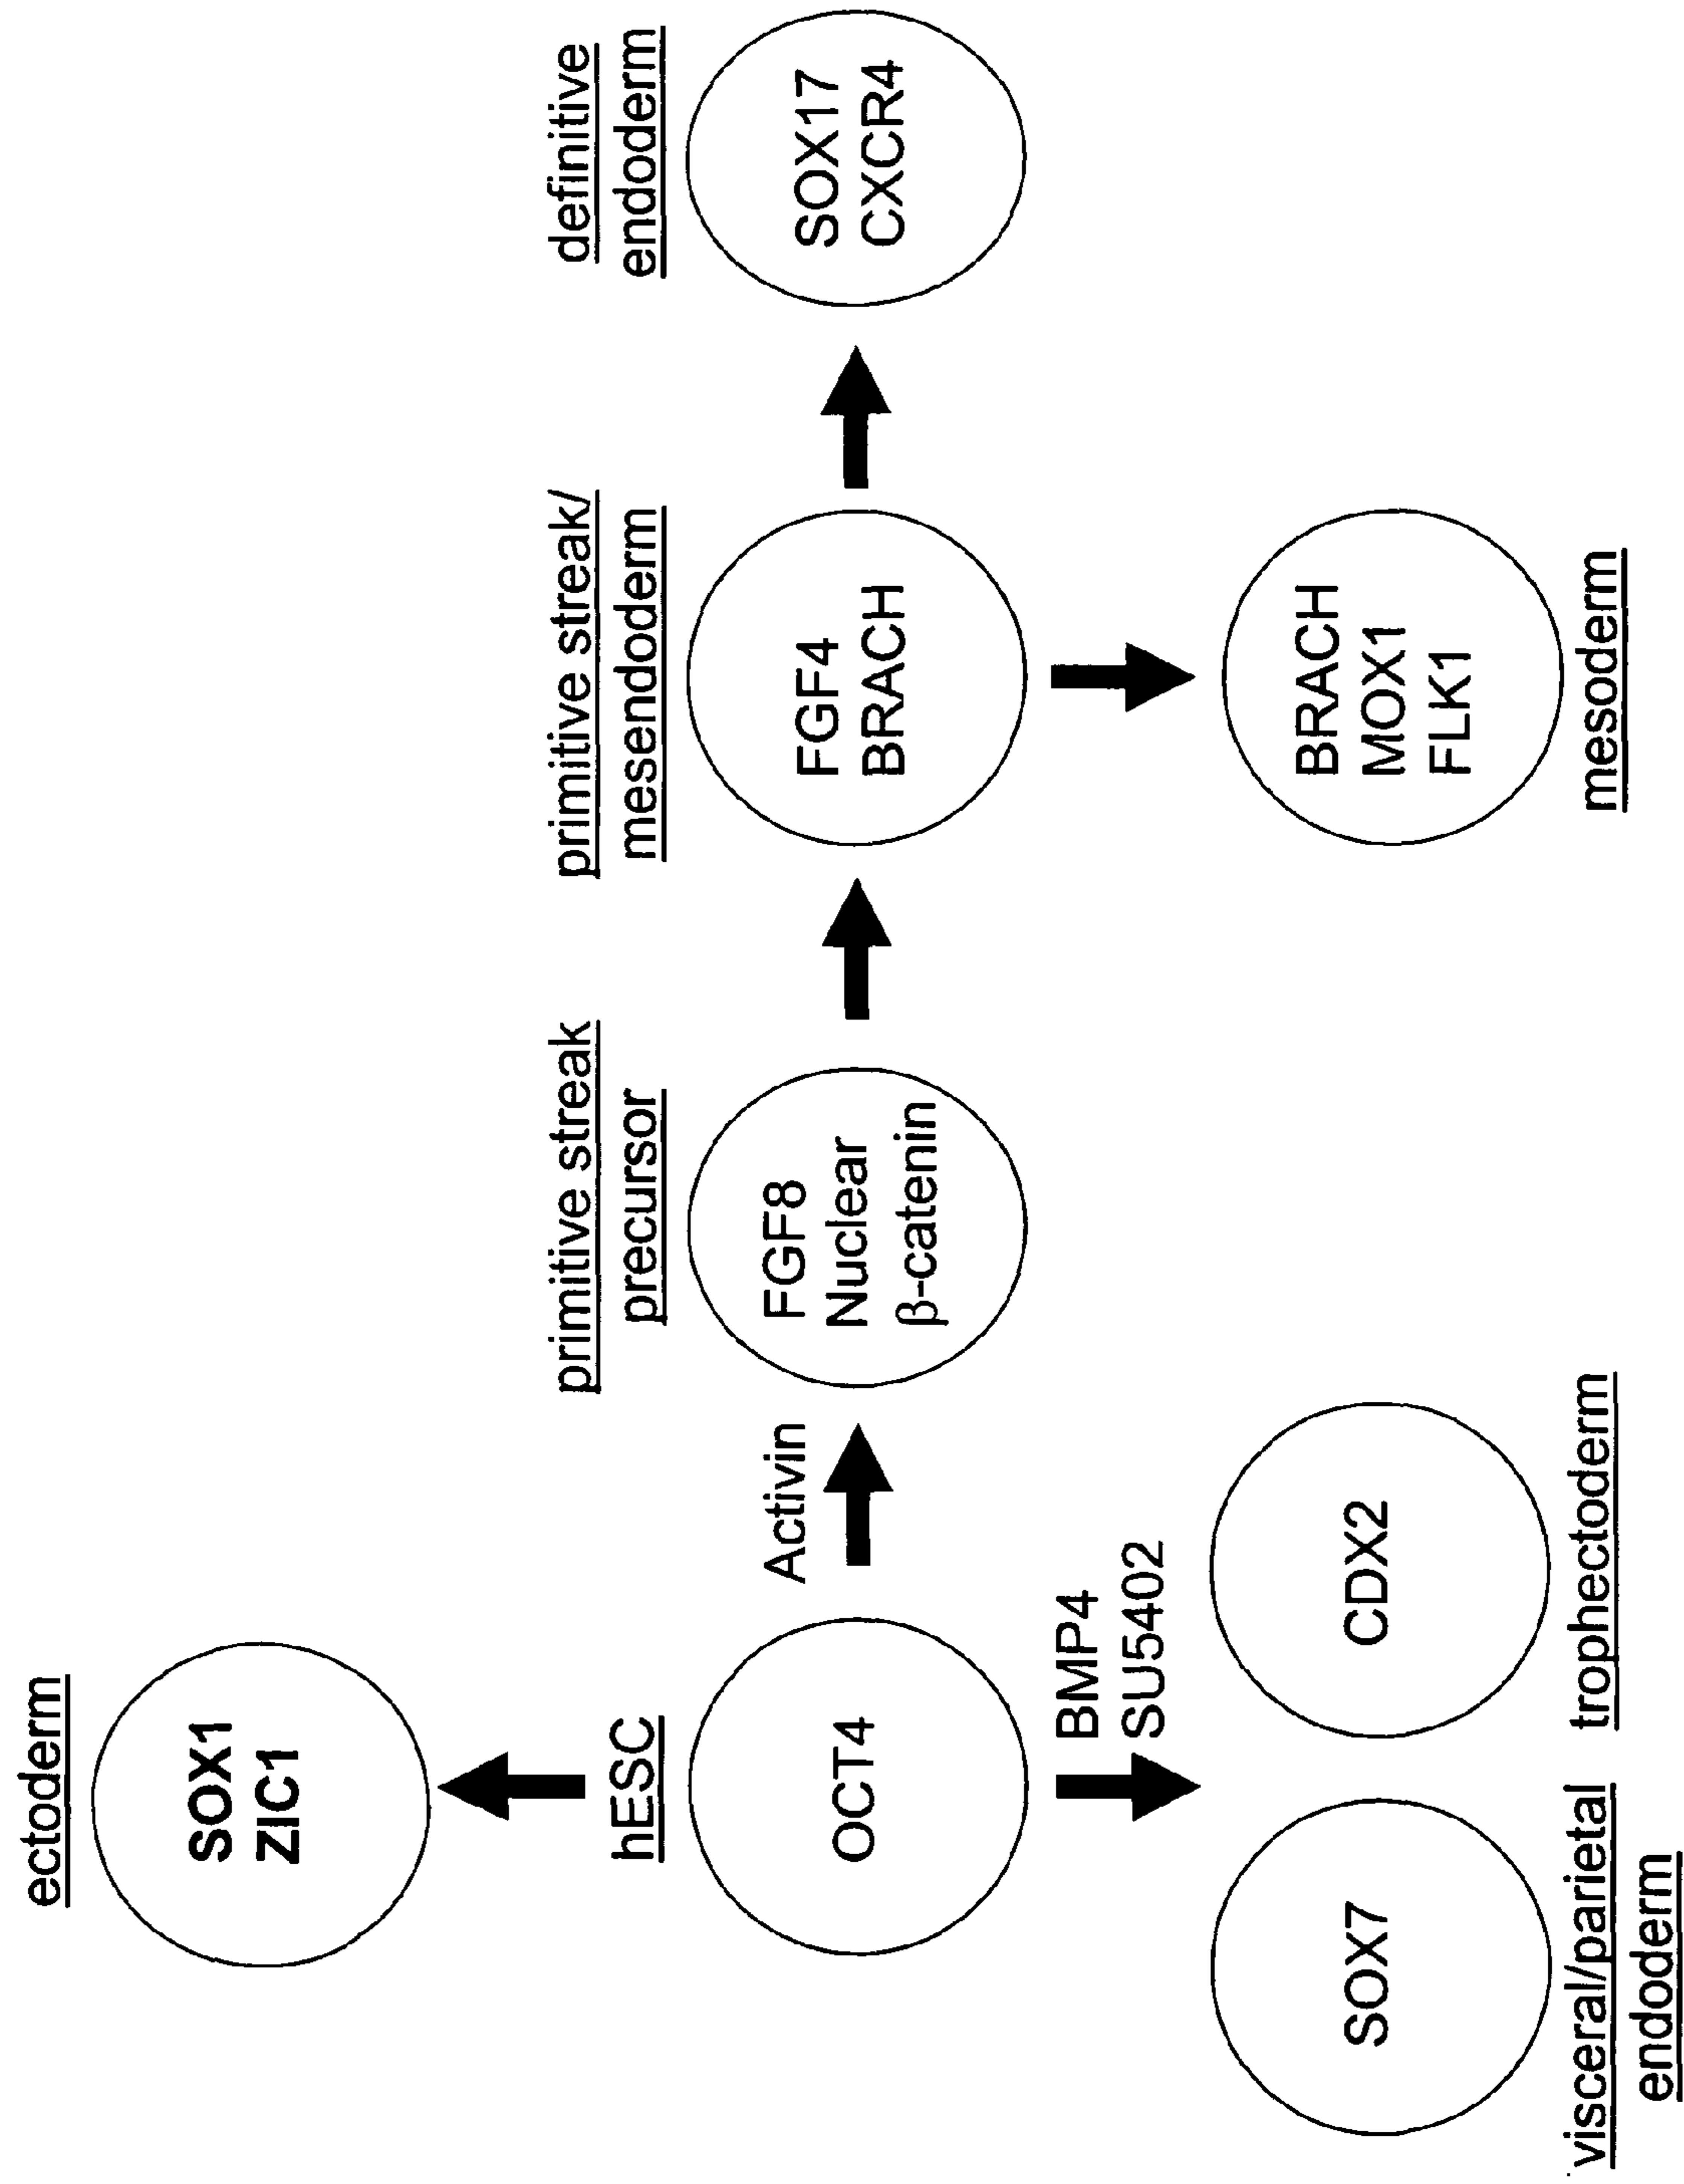 ectoderm
SOX1
ZIC1
hESC
OCT4
Activin
BMP4
SU5402
SOX7
visceral/parietal
endoderm
CDX2
trophectoderm
primitive streak
precursor
FGF8
Nuclear
β-catenin
primitive streak/
mesendoderm
FGF4
BRACH
BRACH
MOX1
FLK1
mesoderm
definitive
endoderm
SOX17
CXCR4